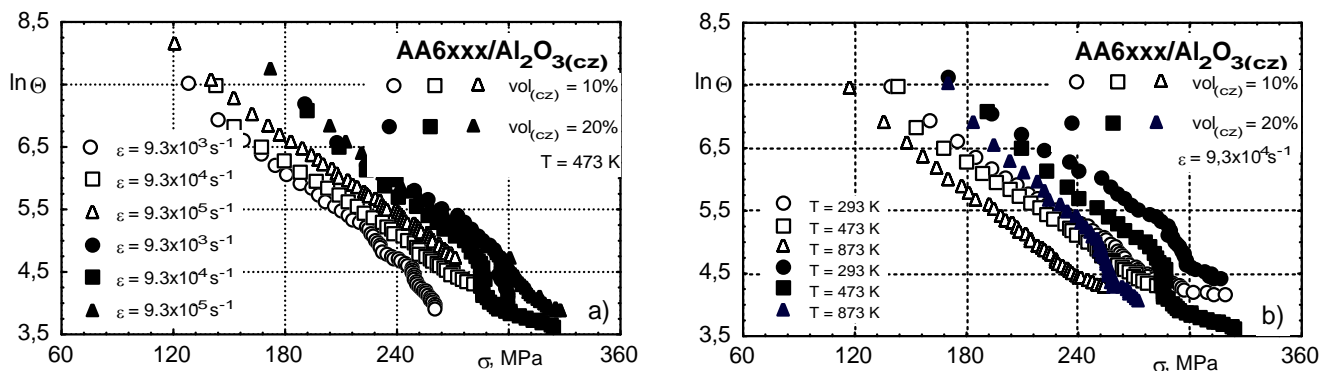 8,5
ln Θ
6,5
5,5
4,5
3,5
60 120 180 240 300 360
σ, MPa
AA6xxx/Al₂O₃(cz)
vol(cz) = 10%
vol(cz) = 20%
T = 473 K
ε = 9.3x10³s⁻¹
ε = 9.3x10⁴s⁻¹
ε = 9.3x10⁵s⁻¹
ε = 9.3x10³s⁻¹
ε = 9.3x10⁴s⁻¹
ε = 9.3x10⁵s⁻¹
a)
8,5
ln Θ
6,5
5,5
4,5
3,5
60 120 180 240 360
σ, MPa
AA6xxx/Al₂O₃(cz)
vol(cz) = 10%
vol(cz) = 20%
ε = 9,3x10⁴s⁻¹
T = 293 K
T = 473 K
T = 873 K
T = 293 K
T = 473 K
T = 873 K
b)